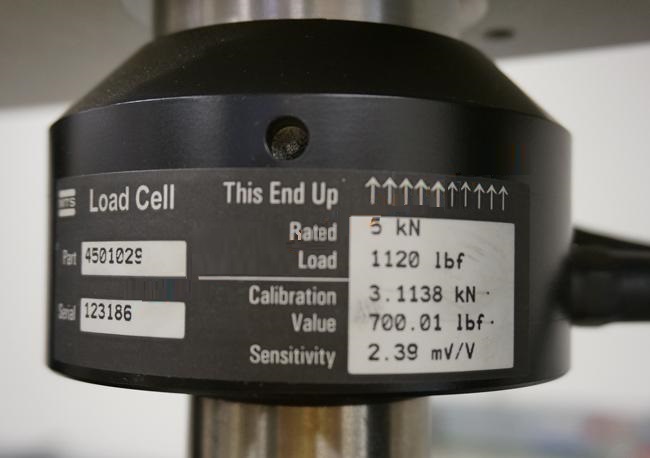 MTS Load Cell
This End Up ↑↑↑↑↑↑↑↑↑↑
Part 4501029
Serial 123186
Rated Load 5 kN
1120 lbf
Calibration Value 3.1138 kN
700.01 lbf
Sensitivity 2.39 mV/V